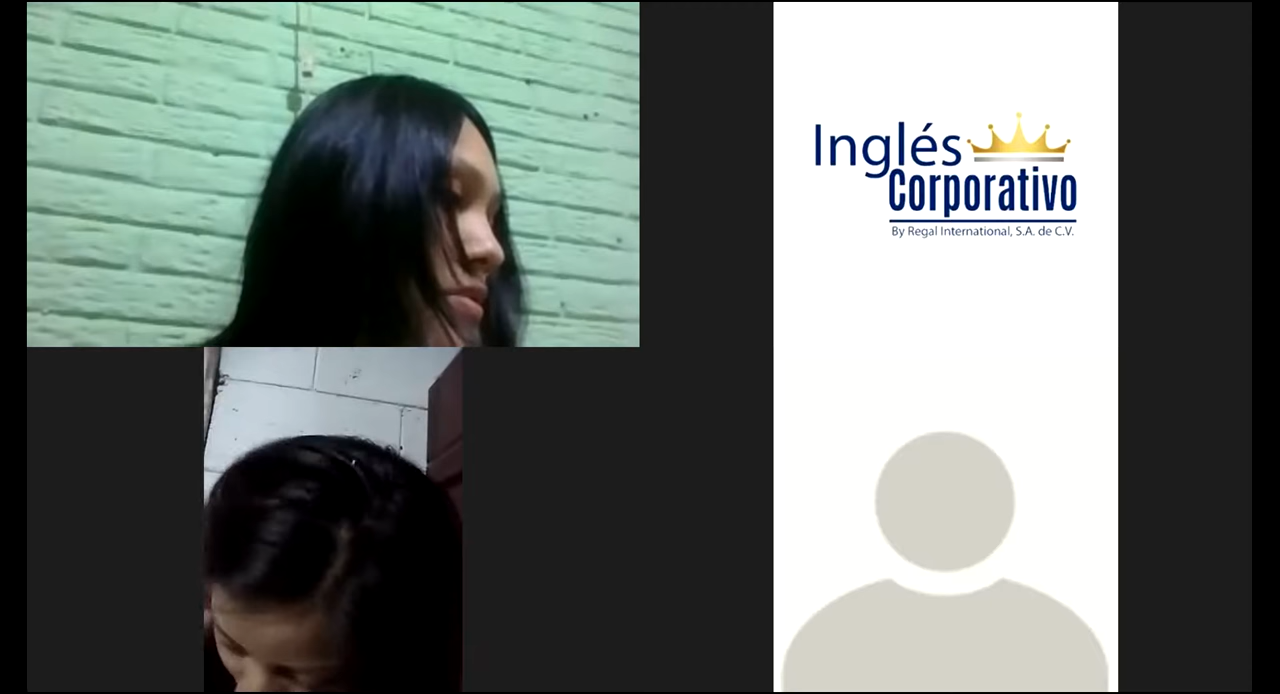 Inglés
Corporativo
By Regal International, S.A. de C.V.